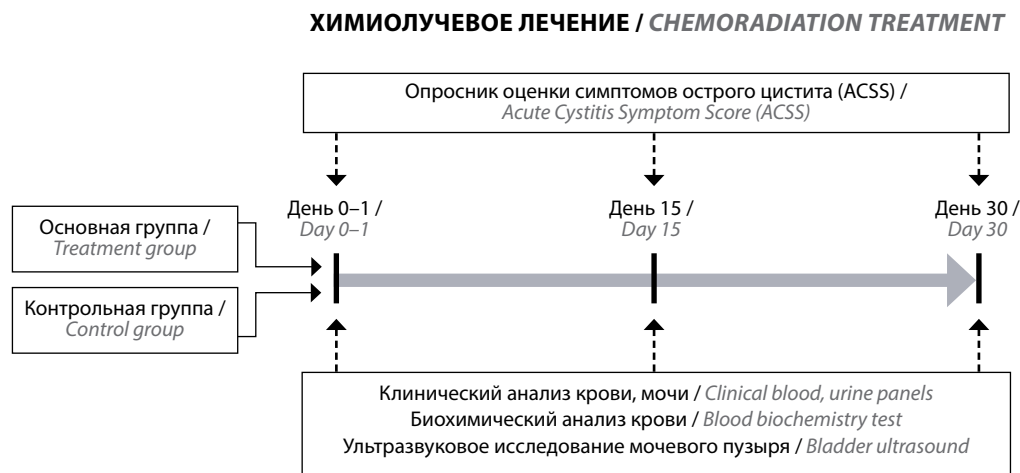 ХИМИОЛУЧЕВОЕ ЛЕЧЕНИЕ / CHEMORADIATION TREATMENT
Опросник оценки симптомов острого цистита (ACSS) /
Acute Cystitis Symptom Score (ACSS)
День 0–1 /
Day 0–1
День 15 /
Day 15
День 30 /
Day 30
Основная группа /
Treatment group
Контрольная группа /
Control group
Клинический анализ крови, мочи / Clinical blood, urine panels
Биохимический анализ крови / Blood biochemistry test
Ультразвуковое исследование мочевого пузыря / Bladder ultrasound